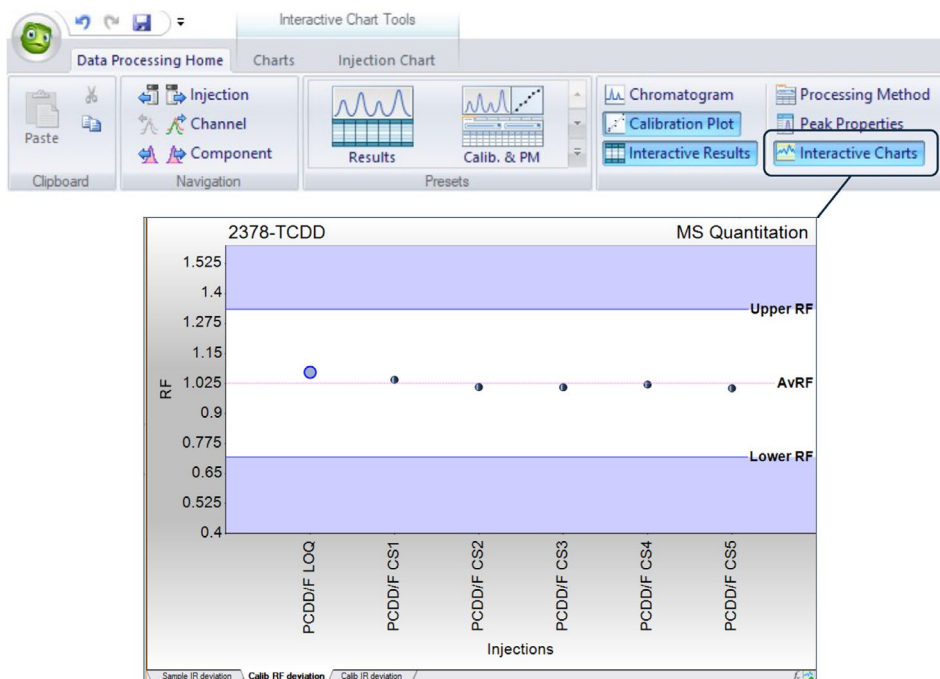 Interactive Chart Tools
Data Processing Home Charts Injection Chart
Paste
Clipboard
Injection
Channel
Component
Navigation
Results
Calib. & PM
Presets
Chromatogram
Calibration Plot
Interactive Results
Processing Method
Peak Properties
Interactive Charts
2378-TCDD MS Quantitation
1.525
1.4
1.275
1.15
1.025
0.9
0.775
0.65
0.525
0.4
RF
Upper RF
AvRF
Lower RF
PCDD/F LOQ
PCDD/F CS1
PCDD/F CS2
PCDD/F CS3
PCDD/F CS4
PCDD/F CS5
Injections
Sample IR deviation Calib RF deviation Calib IR deviation